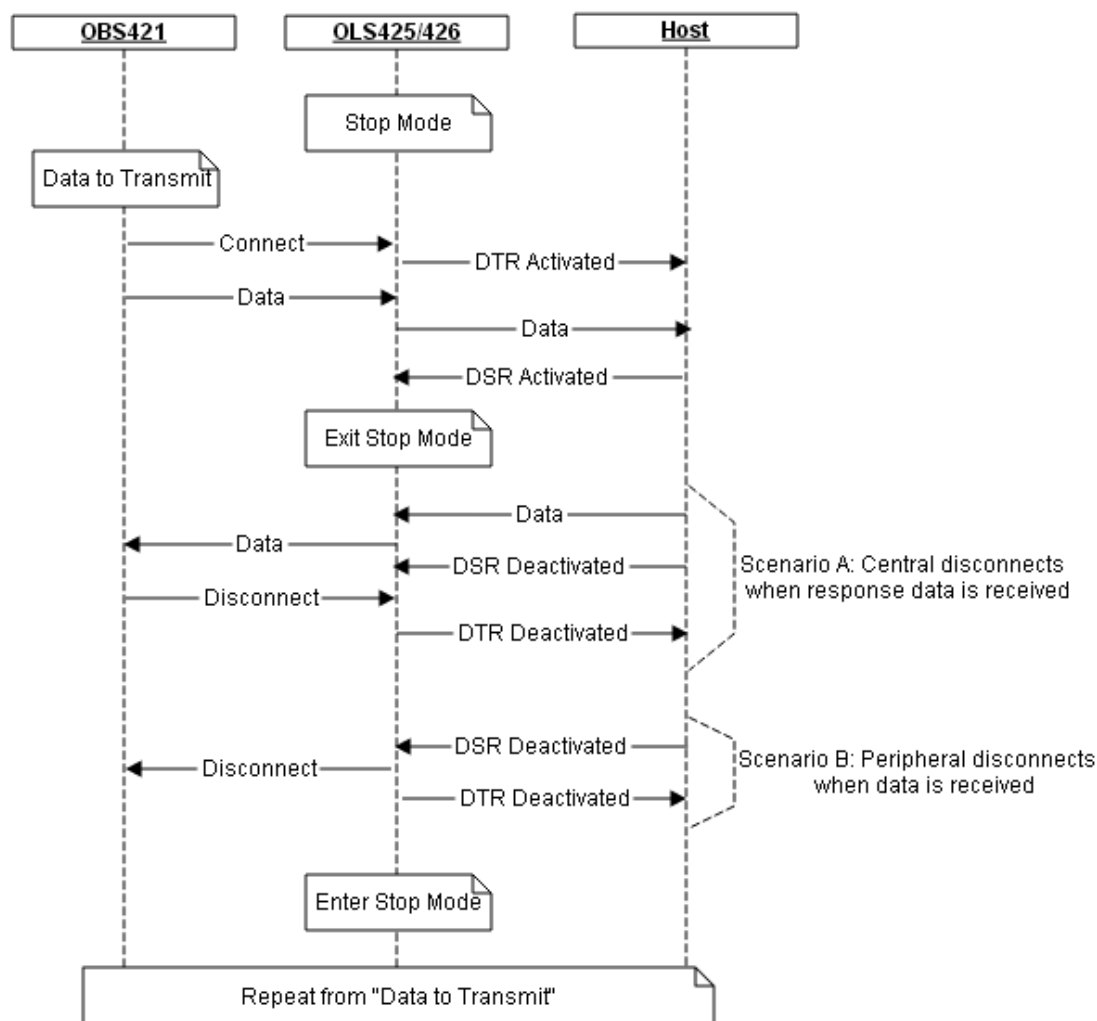 OBS421
OLS425/426
Host
Stop Mode
Data to Transmit
Connect
DTR Activated
Data
Data
DSR Activated
Exit Stop Mode
Data
Data
DSR Deactivated
Disconnect
DTR Deactivated
Scenario A: Central disconnects
when response data is received
DSR Deactivated
Disconnect
DTR Deactivated
Scenario B: Peripheral disconnects
when data is received
Enter Stop Mode
Repeat from "Data to Transmit"